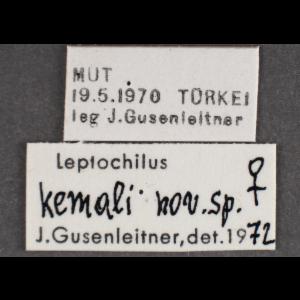 MUT.
19.5.1970 TÜRKEI
leg J.Gusenleitner
Leptochilus
kemali nov.sp. ♀
J.Gusenleitner,det.1972